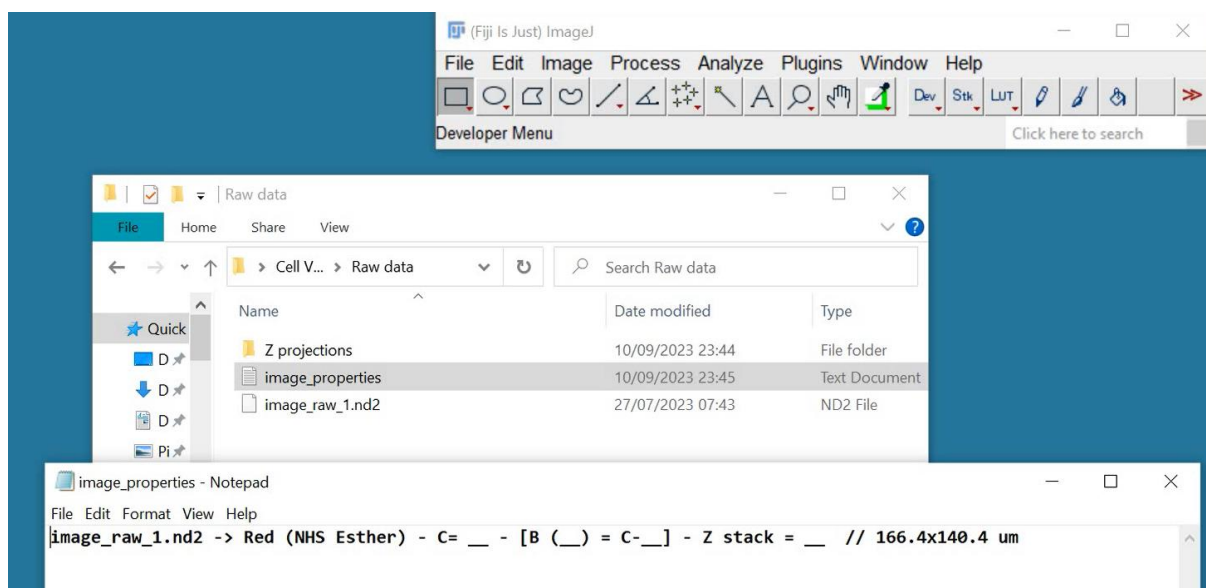 (Fiji Is Just) ImageJ
File Edit Image Process Analyze Plugins Window Help
A Dev Stk LUT >>
Developer Menu Click here to search
Raw data
File Home Share View
Cell V... > Raw data Search Raw data
Name Date modified Type
Quick
Z projections 10/09/2023 23:44 File folder
D
image_properties 10/09/2023 23:45 Text Document
D
image_raw_1.nd2 27/07/2023 07:43 ND2 File
D
Pi
image_properties - Notepad
File Edit Format View Help
image_raw_1.nd2 -> Red (NHS Esther) - C= __ - [B (__) = C-__] - Z stack = __ // 166.4x140.4 um